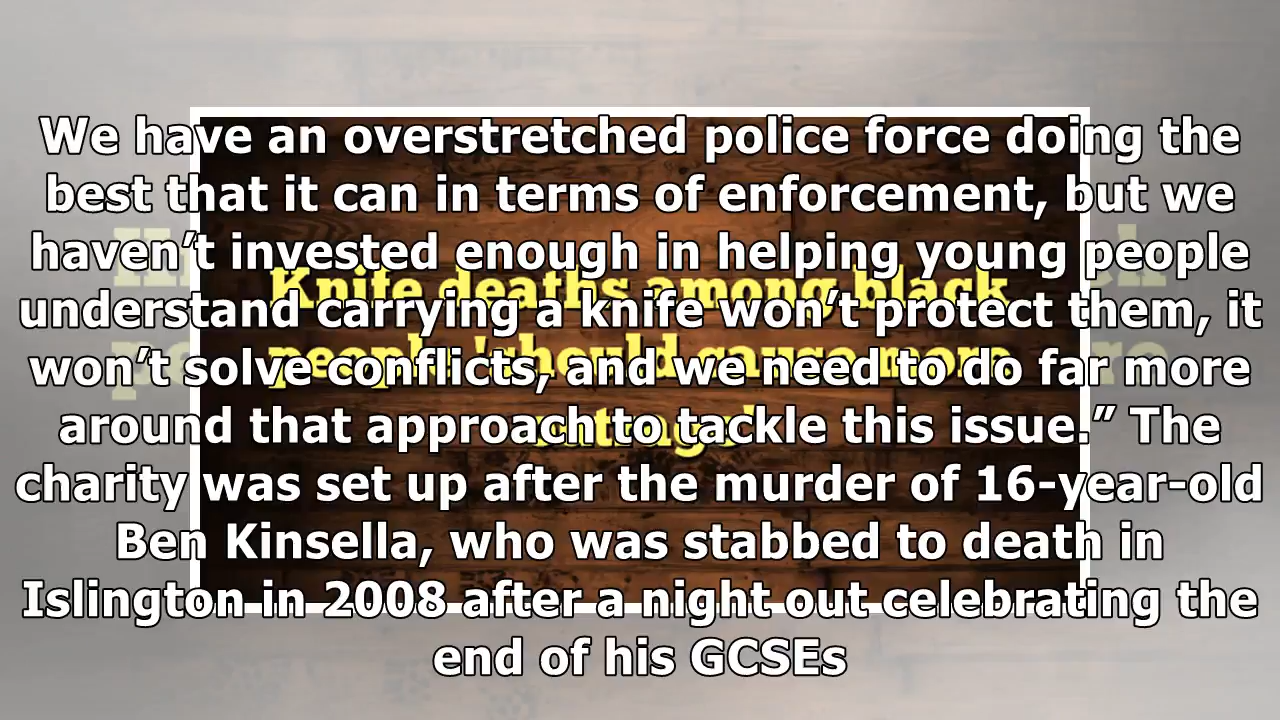 We have an overstretched police force doing the
best that it can in terms of enforcement, but we
haven’t invested enough in helping young people
understand carrying a knife won’t protect them, it
won’t solve conflicts, and we need to do far more
around that approach to tackle this issue.” The
charity was set up after the murder of 16-year-old
Ben Kinsella, who was stabbed to death in
Islington in 2008 after a night out celebrating the
end of his GCSEs
Knife deaths among black
people 'should cause more
outrage'